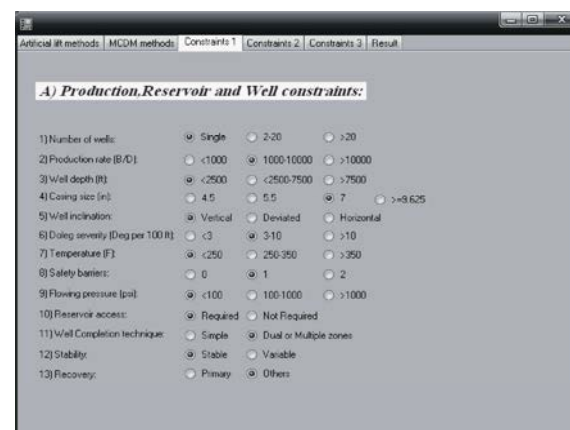 Artificial lift methods MCDM methods Constraints 1 Constraints 2 Constraints 3 Result
A) Production,Reservoir and Well constraints:
1) Number of wells: Single 2-20 >20
2) Production rate (B/D): <1000 1000-10000 >10000
3) Well depth (ft): <2500 <2500-7500 >7500
4) Casing size (in): 4.5 5.5 7 >=9.625
5) Well inclination: Vertical Deviated Horizontal
6) Doleg severity (Deg per 100 ft): <3 3-10 >10
7) Temperature (F): <250 250-350 >350
8) Safety barriers: 0 1 2
9) Flowing pressure (psi): <100 100-1000 >1000
10) Reservoir access: Required Not Required
11) Well Completion technique: Simple Dual or Multiple zones
12) Stability: Stable Variable
13) Recovery: Primary Others